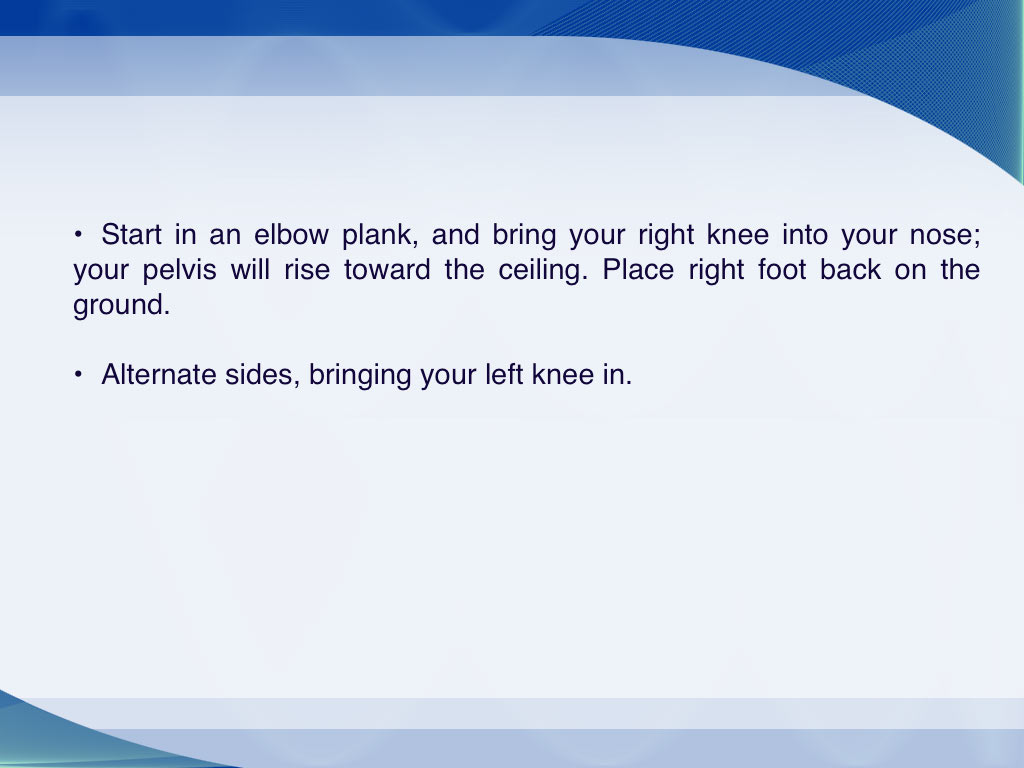 • Start in an elbow plank, and bring your right knee into your nose;
your pelvis will rise toward the ceiling. Place right foot back on the
ground.
• Alternate sides, bringing your left knee in.